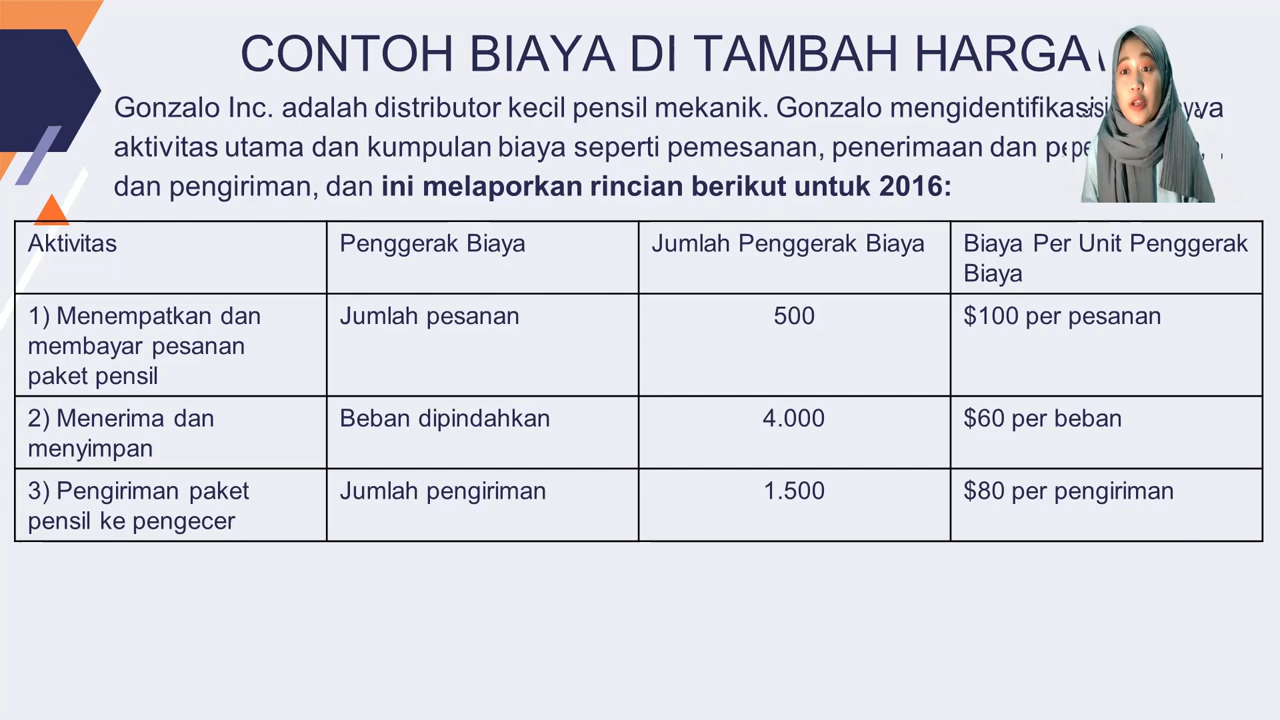 CONTOH BIAYA DI TAMBAH HARGA
Gonzalo Inc. adalah distributor kecil pensil mekanik. Gonzalo mengidentifikasi
aktivitas utama dan kumpulan biaya seperti pemesanan, penerimaan dan
dan pengiriman, dan ini melaporkan rincian berikut untuk 2016:
Aktivitas
Penggerak Biaya
Jumlah Penggerak Biaya
Biaya Per Unit Penggerak
Biaya
1) Menempatkan dan
membayar pesanan
paket pensil
Jumlah pesanan
500
$100 per pesanan
2) Menerima dan
menyimpan
Beban dipindahkan
4.000
$60 per beban
3) Pengiriman paket
pensil ke pengecer
Jumlah pengiriman
1.500
$80 per pengiriman